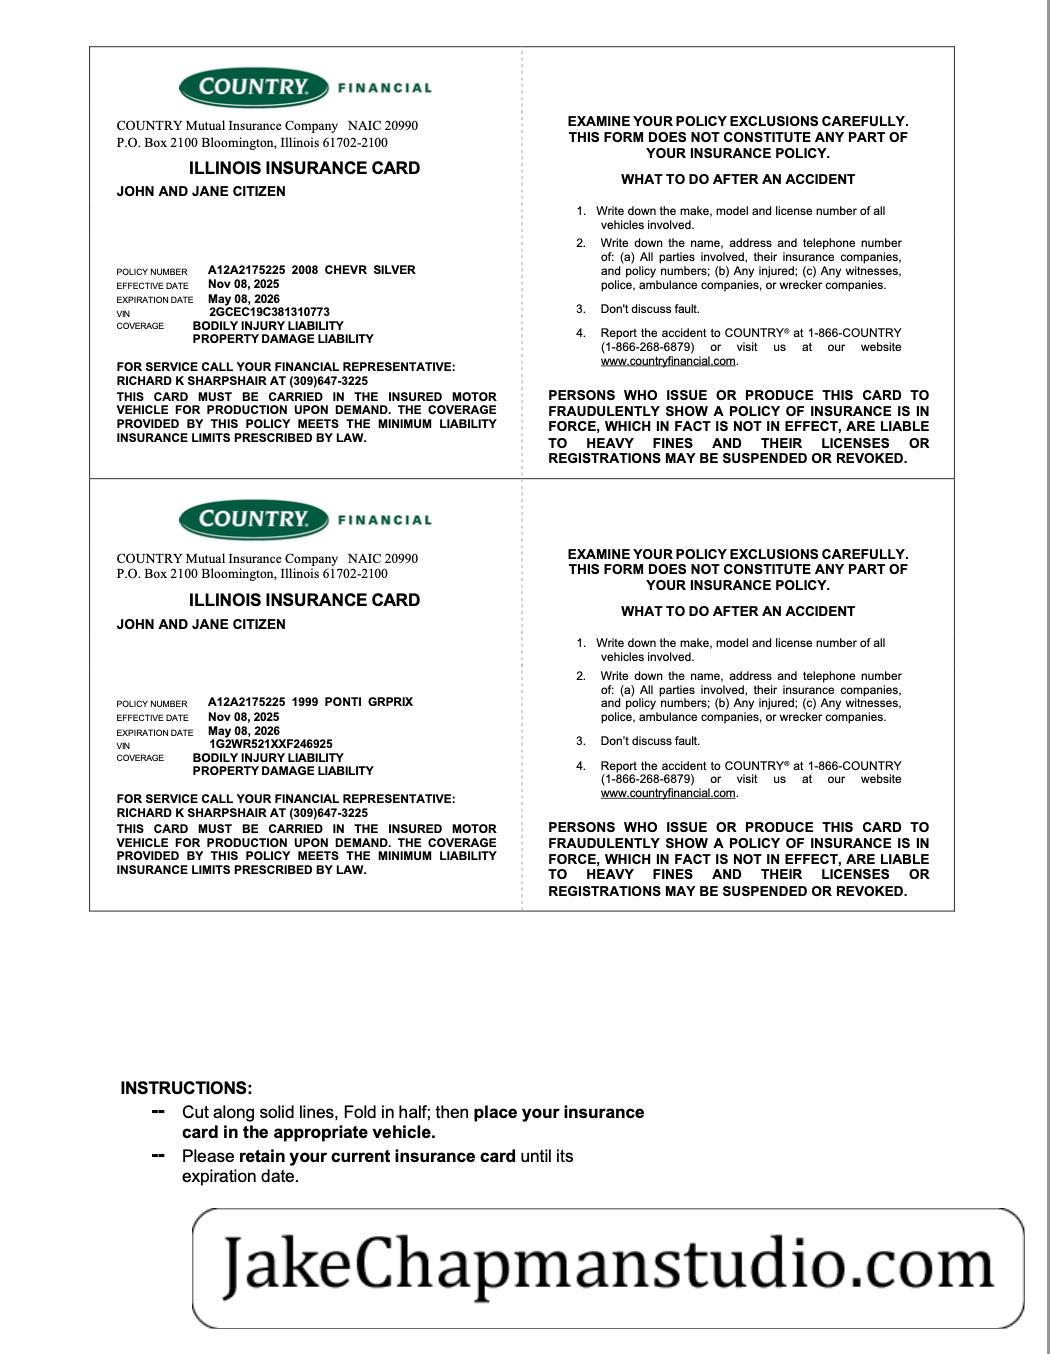 COUNTRY. FINANCIAL
COUNTRY Mutual Insurance Company NAIC 20990
P.O. Box 2100 Bloomington, Illinois 61702-2100
ILLINOIS INSURANCE CARD
JOHN AND JANE CITIZEN
POLICY NUMBER A12A2175225 2008 CHEVR SILVER
EFFECTIVE DATE Nov 08, 2025
EXPIRATION DATE May 08, 2026
VIN 2GCEC19C381310773
COVERAGE BODILY INJURY LIABILITY
PROPERTY DAMAGE LIABILITY
FOR SERVICE CALL YOUR FINANCIAL REPRESENTATIVE:
RICHARD K SHARPSHAIR AT (309)647-3225
THIS CARD MUST BE CARRIED IN THE INSURED MOTOR
VEHICLE FOR PRODUCTION UPON DEMAND. THE COVERAGE
PROVIDED BY THIS POLICY MEETS THE MINIMUM LIABILITY
INSURANCE LIMITS PRESCRIBED BY LAW.
EXAMINE YOUR POLICY EXCLUSIONS CAREFULLY.
THIS FORM DOES NOT CONSTITUTE ANY PART OF
YOUR INSURANCE POLICY.
WHAT TO DO AFTER AN ACCIDENT
1. Write down the make, model and license number of all
vehicles involved.
2. Write down the name, address and telephone number
of: (a) All parties involved, their insurance companies,
and policy numbers; (b) Any injured; (c) Any witnesses,
police, ambulance companies, or wrecker companies.
3. Don't discuss fault.
4. Report the accident to COUNTRY® at 1-866-COUNTRY
(1-866-268-6879) or visit us at our website
www.countryfinancial.com.
PERSONS WHO ISSUE OR PRODUCE THIS CARD TO
FRAUDULENTLY SHOW A POLICY OF INSURANCE IS IN
FORCE, WHICH IN FACT IS NOT IN EFFECT, ARE LIABLE
TO HEAVY FINES AND THEIR LICENSES OR
REGISTRATIONS MAY BE SUSPENDED OR REVOKED.
COUNTRY. FINANCIAL
COUNTRY Mutual Insurance Company NAIC 20990
P.O. Box 2100 Bloomington, Illinois 61702-2100
ILLINOIS INSURANCE CARD
JOHN AND JANE CITIZEN
POLICY NUMBER A12A2175225 1999 PONTI GRPRIX
EFFECTIVE DATE Nov 08, 2025
EXPIRATION DATE May 08, 2026
VIN 1G2WR521XXF246925
COVERAGE BODILY INJURY LIABILITY
PROPERTY DAMAGE LIABILITY
FOR SERVICE CALL YOUR FINANCIAL REPRESENTATIVE:
RICHARD K SHARPSHAIR AT (309)647-3225
THIS CARD MUST BE CARRIED IN THE INSURED MOTOR
VEHICLE FOR PRODUCTION UPON DEMAND. THE COVERAGE
PROVIDED BY THIS POLICY MEETS THE MINIMUM LIABILITY
INSURANCE LIMITS PRESCRIBED BY LAW.
EXAMINE YOUR POLICY EXCLUSIONS CAREFULLY.
THIS FORM DOES NOT CONSTITUTE ANY PART OF
YOUR INSURANCE POLICY.
WHAT TO DO AFTER AN ACCIDENT
1. Write down the make, model and license number of all
vehicles involved.
2. Write down the name, address and telephone number
of: (a) All parties involved, their insurance companies,
and policy numbers; (b) Any injured; (c) Any witnesses,
police, ambulance companies, or wrecker companies.
3. Don’t discuss fault.
4. Report the accident to COUNTRY® at 1-866-COUNTRY
(1-866-268-6879) or visit us at our website
www.countryfinancial.com.
PERSONS WHO ISSUE OR PRODUCE THIS CARD TO
FRAUDULENTLY SHOW A POLICY OF INSURANCE IS IN
FORCE, WHICH IN FACT IS NOT IN EFFECT, ARE LIABLE
TO HEAVY FINES AND THEIR LICENSES OR
REGISTRATIONS MAY BE SUSPENDED OR REVOKED.
INSTRUCTIONS:
-- Cut along solid lines, Fold in half; then place your insurance
card in the appropriate vehicle.
-- Please retain your current insurance card until its
expiration date.
JakeChapmanstudio.com